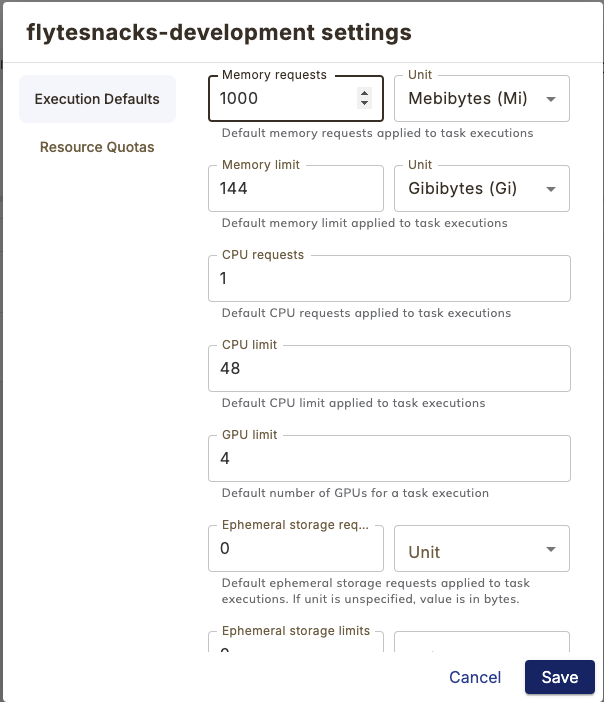 flytesnacks-development settings
Execution Defaults
Resource Quotas
Memory requests
1000
Unit
Mebibytes (Mi)
Default memory requests applied to task executions
Memory limit
144
Unit
Gibibytes (Gi)
Default memory limit applied to task executions
CPU requests
1
Default CPU requests applied to task executions
CPU limit
48
Default CPU limit applied to task executions
GPU limit
4
Default number of GPUs for a task execution
Ephemeral storage req...
0
Unit
Default ephemeral storage requests applied to task
executions. If unit is unspecified, value is in bytes.
Ephemeral storage limits
Cancel
Save